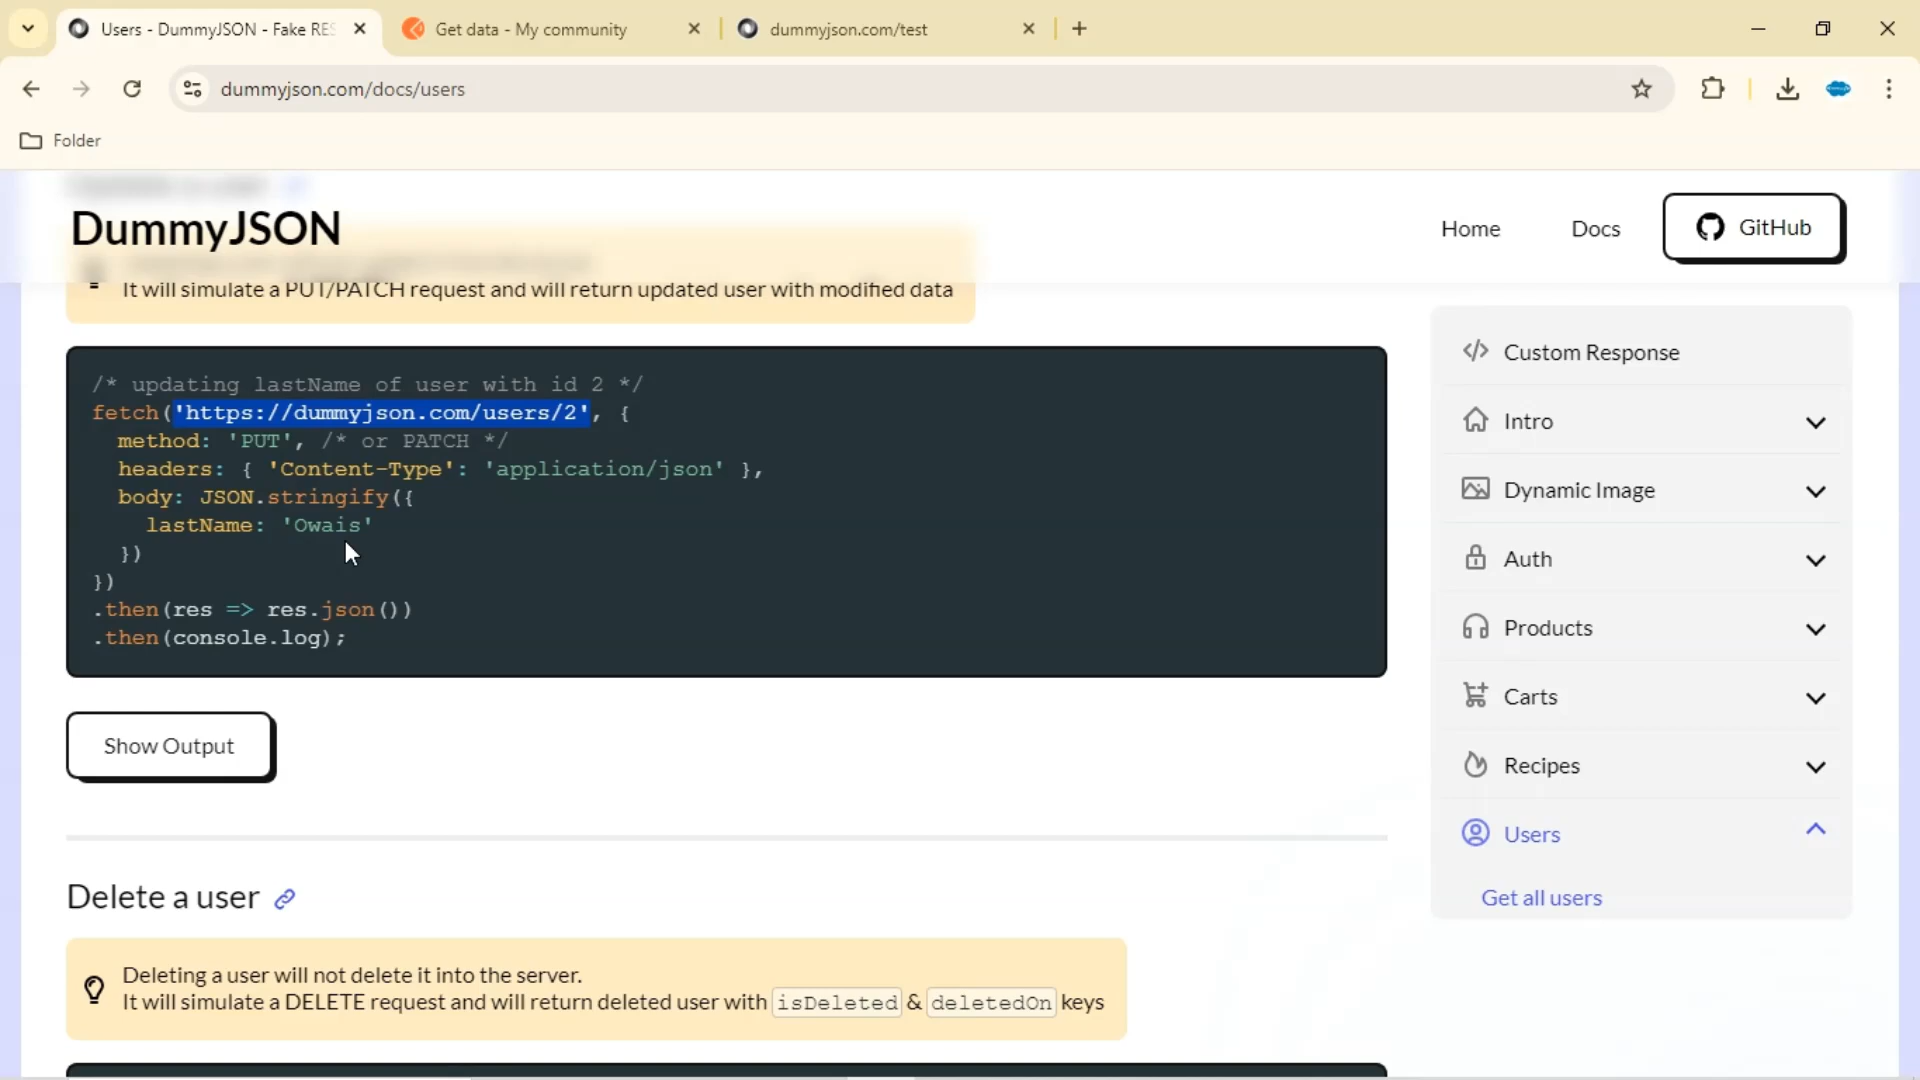 Users - DummyJSON - Fake RES
Get data - My community
dummyjson.com/test
dummyjson.com/docs/users
Folder
DummyJSON
Home
Docs
GitHub
It will simulate a PUT/PATCH request and will return updated user with modified data
/* updating lastName of user with id 2 */
fetch('https://dummyjson.com/users/2', {
method: 'PUT', /* or PATCH */
headers: { 'Content-Type': 'application/json' },
body: JSON.stringify({
lastName: 'Owais'
})
})
.then(res => res.json())
.then(console.log);
Show Output
Delete a user
Deleting a user will not delete it into the server.
It will simulate a DELETE request and will return deleted user with isDeleted & deletedOn keys
Custom Response
Intro
Dynamic Image
Auth
Products
Carts
Recipes
Users
Get all users